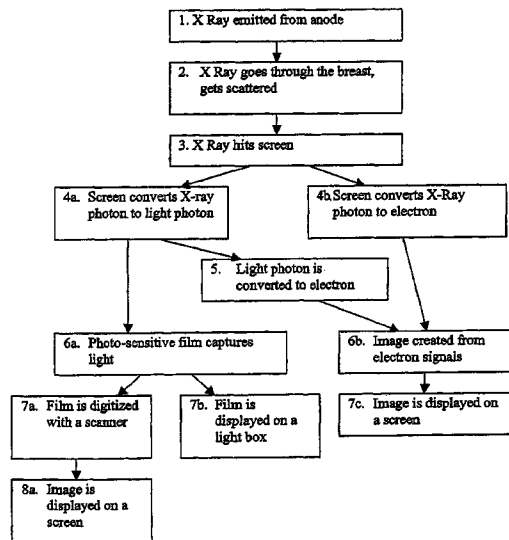 1. X Ray emitted from anode
2. X Ray goes through the breast,
gets scattered
3. X Ray hits screen
4a. Screen converts X-ray
photon to light photon
4b.Screen converts X-Ray
photon to electron
5. Light photon is
converted to electron
6a. Photo-sensitive film captures
light
6b. Image created from
electron signals
7a. Film is digitized
with a scanner
7b. Film is
displayed on a
light box
7c. Image is displayed on
a screen
8a. Image is
displayed on a
screen